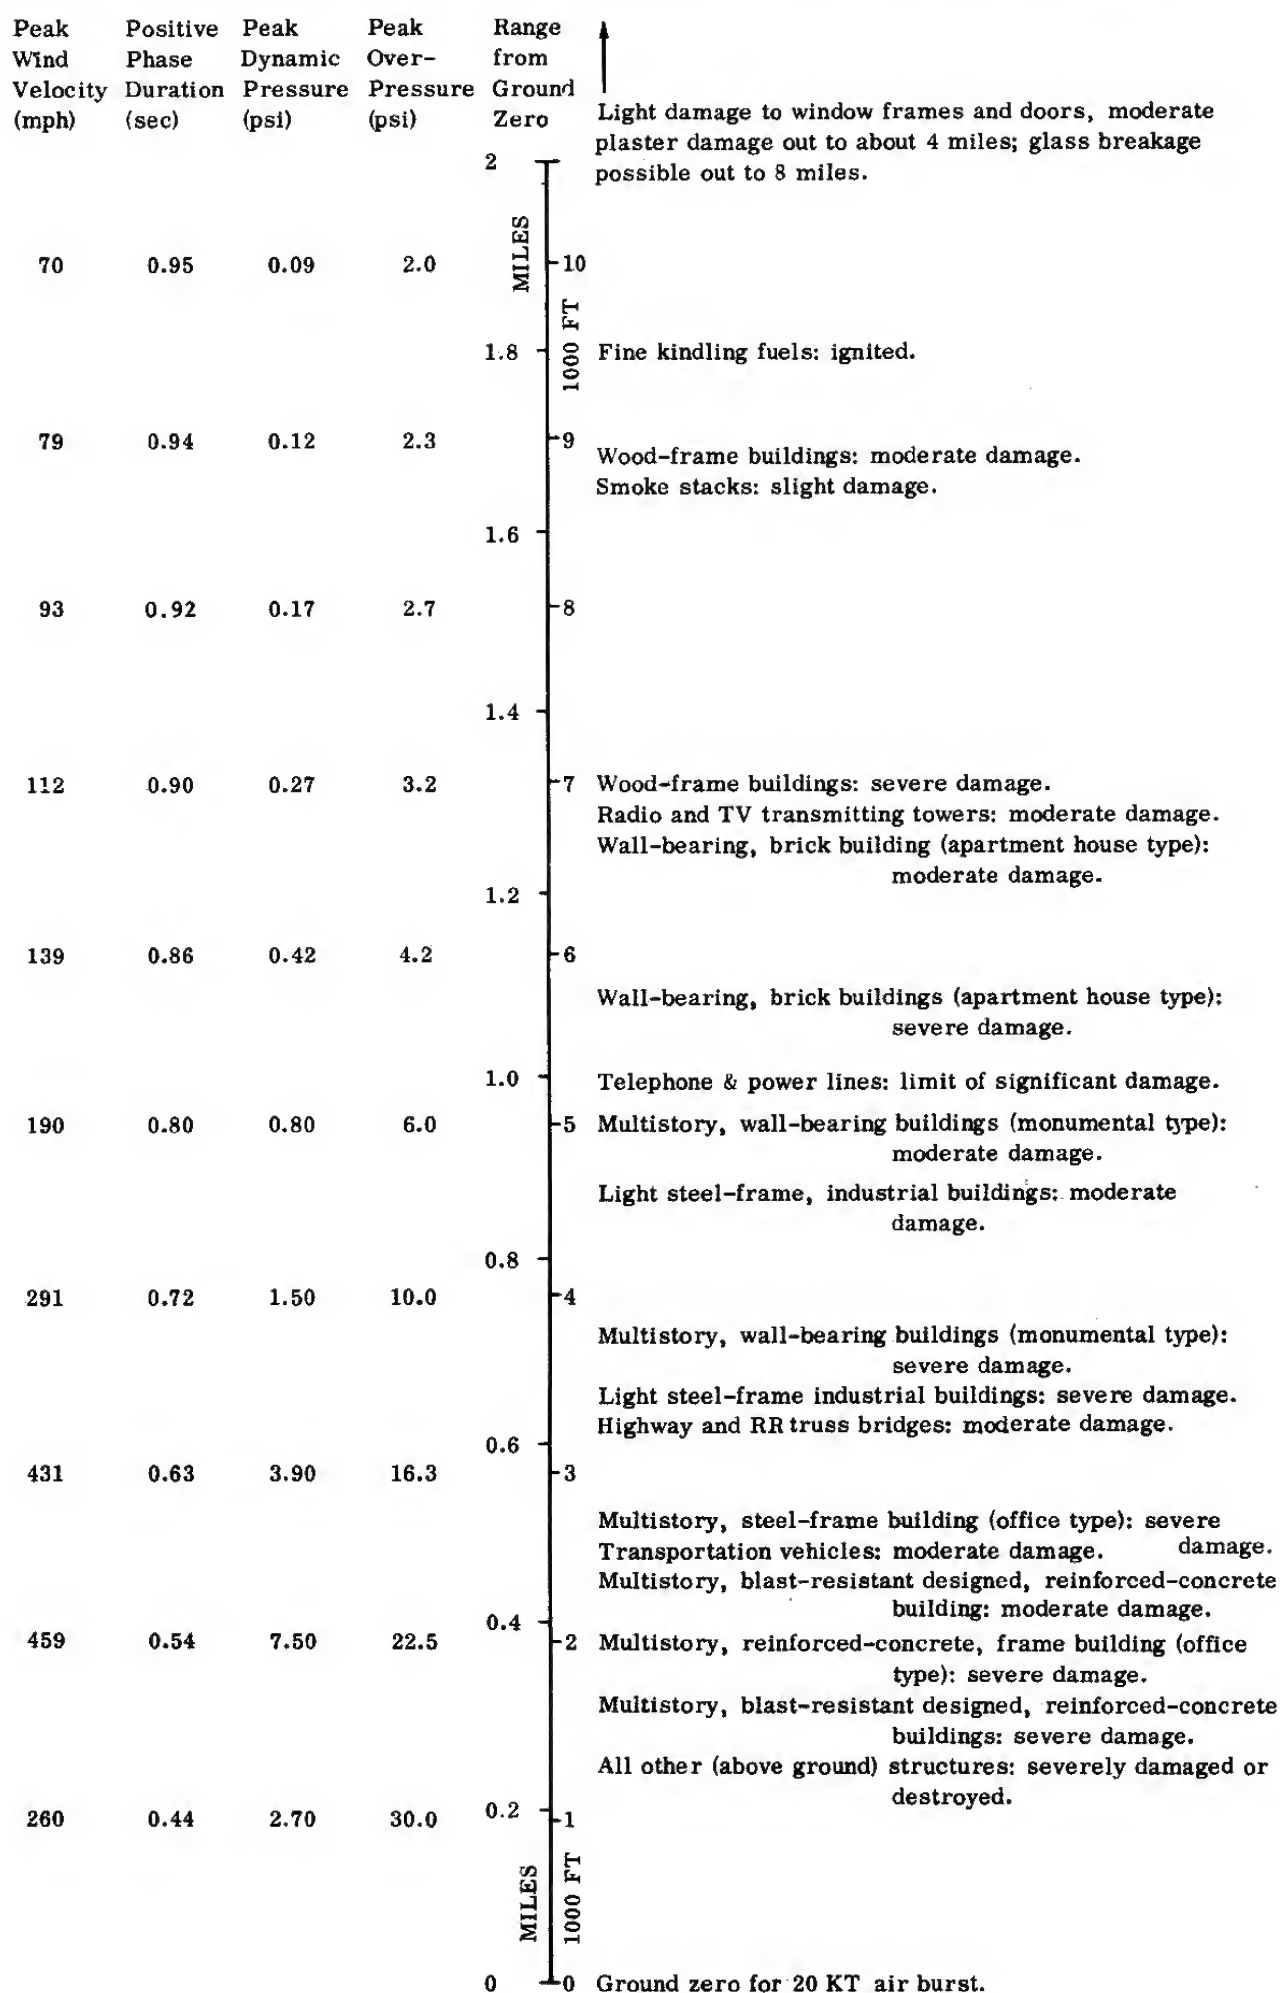 Peak Positive Peak Peak Range
Wind Phase Dynamic Over- from
Velocity Duration Pressure Pressure Ground
(mph) (sec) (psi) (psi) Zero
Light damage to window frames and doors, moderate
plaster damage out to about 4 miles; glass breakage
2 possible out to 8 miles.
MILES
70 0.95 0.09 2.0 10
1000 FT
1.8 Fine kindling fuels: ignited.
79 0.94 0.12 2.3 9
Wood-frame buildings: moderate damage.
Smoke stacks: slight damage.
1.6
93 0.92 0.17 2.7 8
1.4
112 0.90 0.27 3.2 7 Wood-frame buildings: severe damage.
Radio and TV transmitting towers: moderate damage.
Wall-bearing, brick building (apartment house type):
moderate damage.
1.2
139 0.86 0.42 4.2 6
Wall-bearing, brick buildings (apartment house type):
severe damage.
1.0 Telephone & power lines: limit of significant damage.
190 0.80 0.80 6.0 5 Multistory, wall-bearing buildings (monumental type):
moderate damage.
Light steel-frame, industrial buildings: moderate
damage.
0.8
291 0.72 1.50 10.0 4
Multistory, wall-bearing buildings (monumental type):
severe damage.
Light steel-frame industrial buildings: severe damage.
Highway and RR truss bridges: moderate damage.
0.6
431 0.63 3.90 16.3 3
Multistory, steel-frame building (office type): severe
Transportation vehicles: moderate damage. damage.
Multistory, blast-resistant designed, reinforced-concrete
building: moderate damage.
0.4
459 0.54 7.50 22.5 2 Multistory, reinforced-concrete, frame building (office
type): severe damage.
Multistory, blast-resistant designed, reinforced-concrete
buildings: severe damage.
All other (above ground) structures: severely damaged or
destroyed.
0.2
260 0.44 2.70 30.0 1
MILES
1000 FT
0 0 Ground zero for 20 KT air burst.